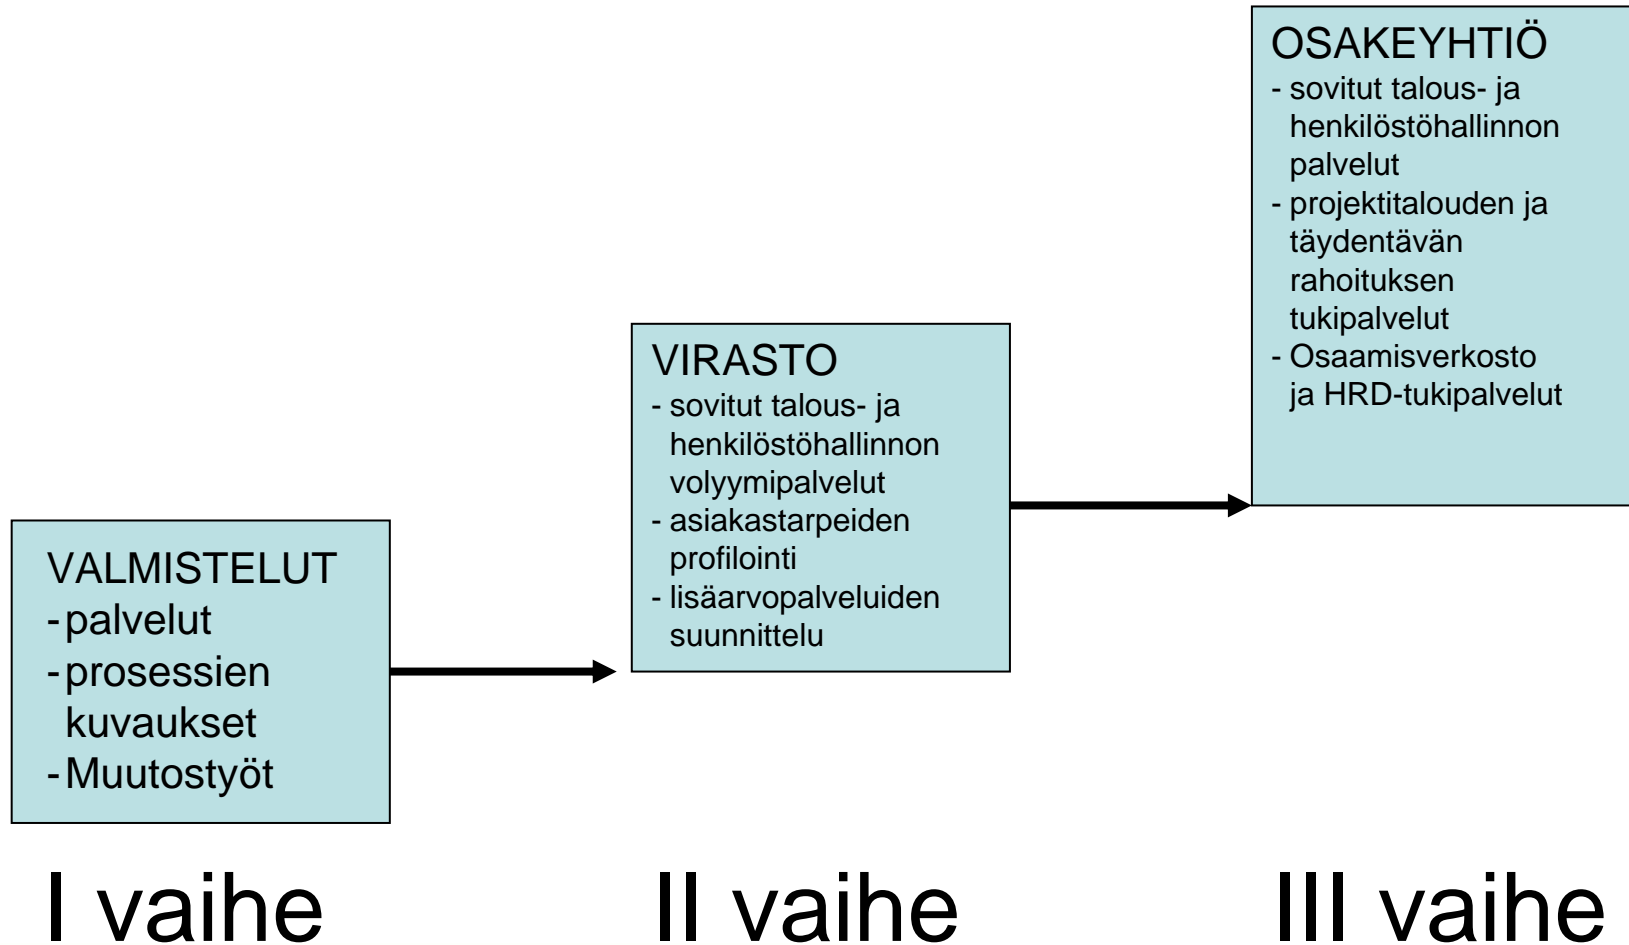 VALMISTELUT
-palvelut
-prosessien
kuvaukset
-Muutostyöt
I vaihe
VIRASTO
- sovitut talous- ja
henkilöstöhallinnon
volyymipalvelut
- asiakastarpeiden
profilointi
- lisäarvopalveluiden
suunnittelu
II vaihe
OSAKEYHTIÖ
- sovitut talous- ja
henkilöstöhallinnon
palvelut
- projektitalouden ja
täydentävän
rahoituksen
tukipalvelut
- Osaamisverkosto
ja HRD-tukipalvelut
III vaihe